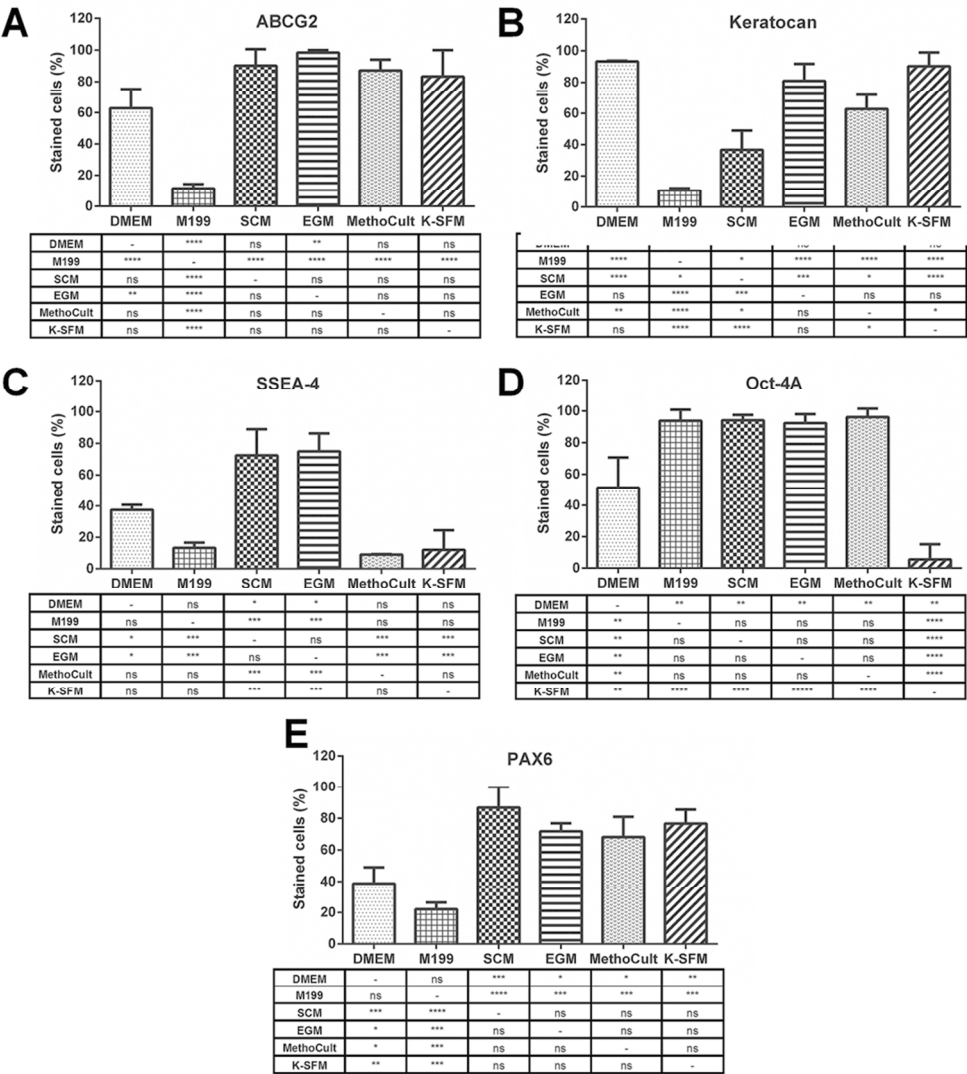 A
ABCG2
Stained cells (%)
120
100
80
60
40
20
0
DMEM M199 SCM EGM MethoCult K-SFM
DMEM - **** ns ** ns ns
M199 **** - **** **** **** ****
SCM ns **** - ns ns ns
EGM ** **** ns - ns ns
MethoCult ns **** ns ns - ns
K-SFM ns **** ns ns ns -
B
Keratocan
Stained cells (%)
120
100
80
60
40
20
0
DMEM M199 SCM EGM MethoCult K-SFM
M199 **** - * **** **** ****
SCM **** * - *** * ****
EGM ns **** *** - ns ns
MethoCult ** **** * ns - *
K-SFM ns **** **** ns * -
C
SSEA-4
Stained cells (%)
120
100
80
60
40
20
0
DMEM M199 SCM EGM MethoCult K-SFM
DMEM - ns * * ns ns
M199 ns - *** *** ns ns
SCM * *** - ns *** ***
EGM * *** ns - *** ***
MethoCult ns ns *** *** - ns
K-SFM ns ns *** *** ns -
D
Oct-4A
Stained cells (%)
120
100
80
60
40
20
0
DMEM M199 SCM EGM MethoCult K-SFM
DMEM - ** ** ** ** **
M199 ** - ns ns ns ****
SCM ** ns - ns ns ****
EGM ** ns ns - ns ****
MethoCult ** ns ns ns - ****
K-SFM ** **** **** ***** **** -
E
PAX6
Stained cells (%)
120
100
80
60
40
20
0
DMEM M199 SCM EGM MethoCult K-SFM
DMEM - ns *** * * **
M199 ns - **** *** *** ***
SCM *** **** - ns ns ns
EGM * *** ns - ns ns
MethoCult * *** ns ns - ns
K-SFM ** *** ns ns ns -